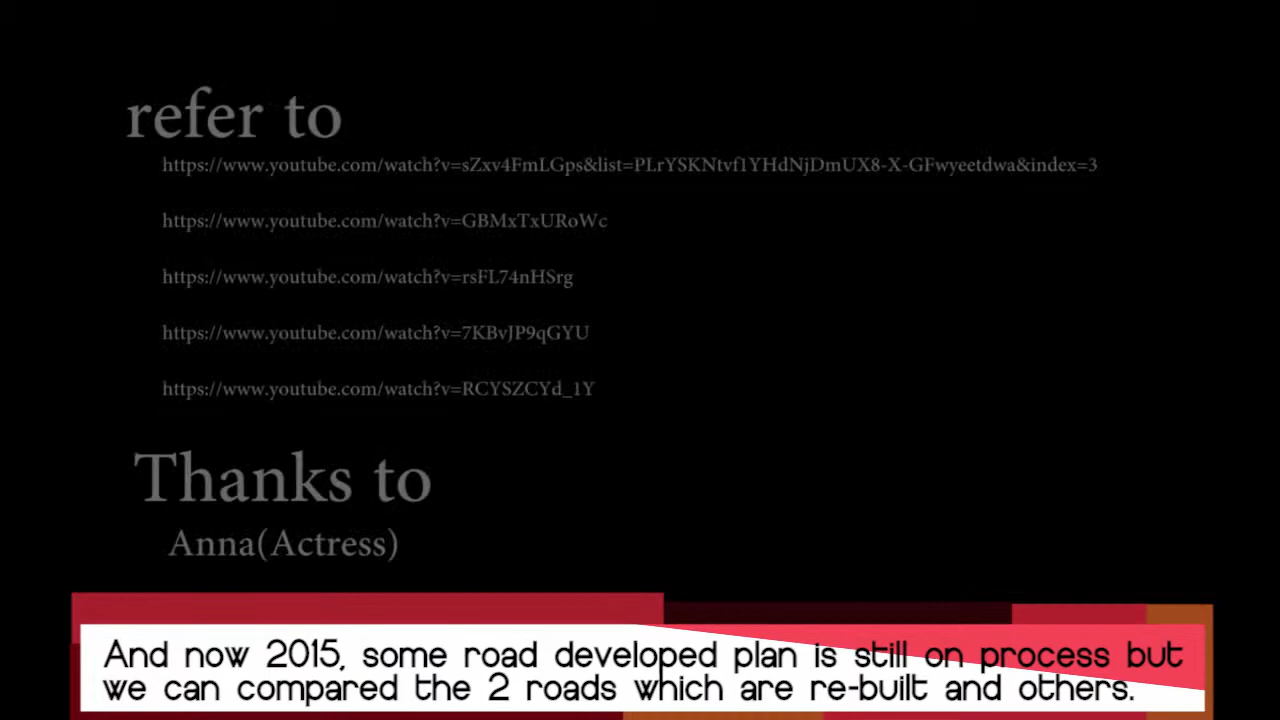 refer to
https://www.youtube.com/watch?v=sZxv4FmLGps&list=PLrYSKNtvf1YHdNjDmUX8-X-GFwyeetdwa&index=3
https://www.youtube.com/watch?v=GBMxTxURoWc
https://www.youtube.com/watch?v=rsFL74nHSrg
https://www.youtube.com/watch?v=7KBvJP9qGYU
https://www.youtube.com/watch?v=RCYSZCYd_1Y
Thanks to
Anna(Actress)
And now 2015, some road developed plan is still on process but
we can compared the 2 roads which are re-built and others.